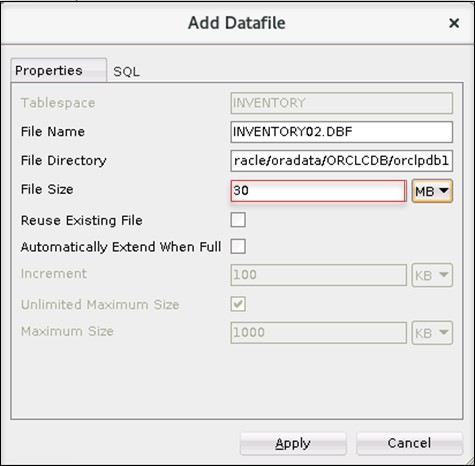 Add Datafile
Properties SQL
Tablespace INVENTORY
File Name INVENTORY02.DBF
File Directory racle/oradata/ORCLCDB/orclpdb1
File Size 30 MB
Reuse Existing File
Automatically Extend When Full
Increment 100 KB
Unlimited Maximum Size
Maximum Size 1000 KB
Apply Cancel